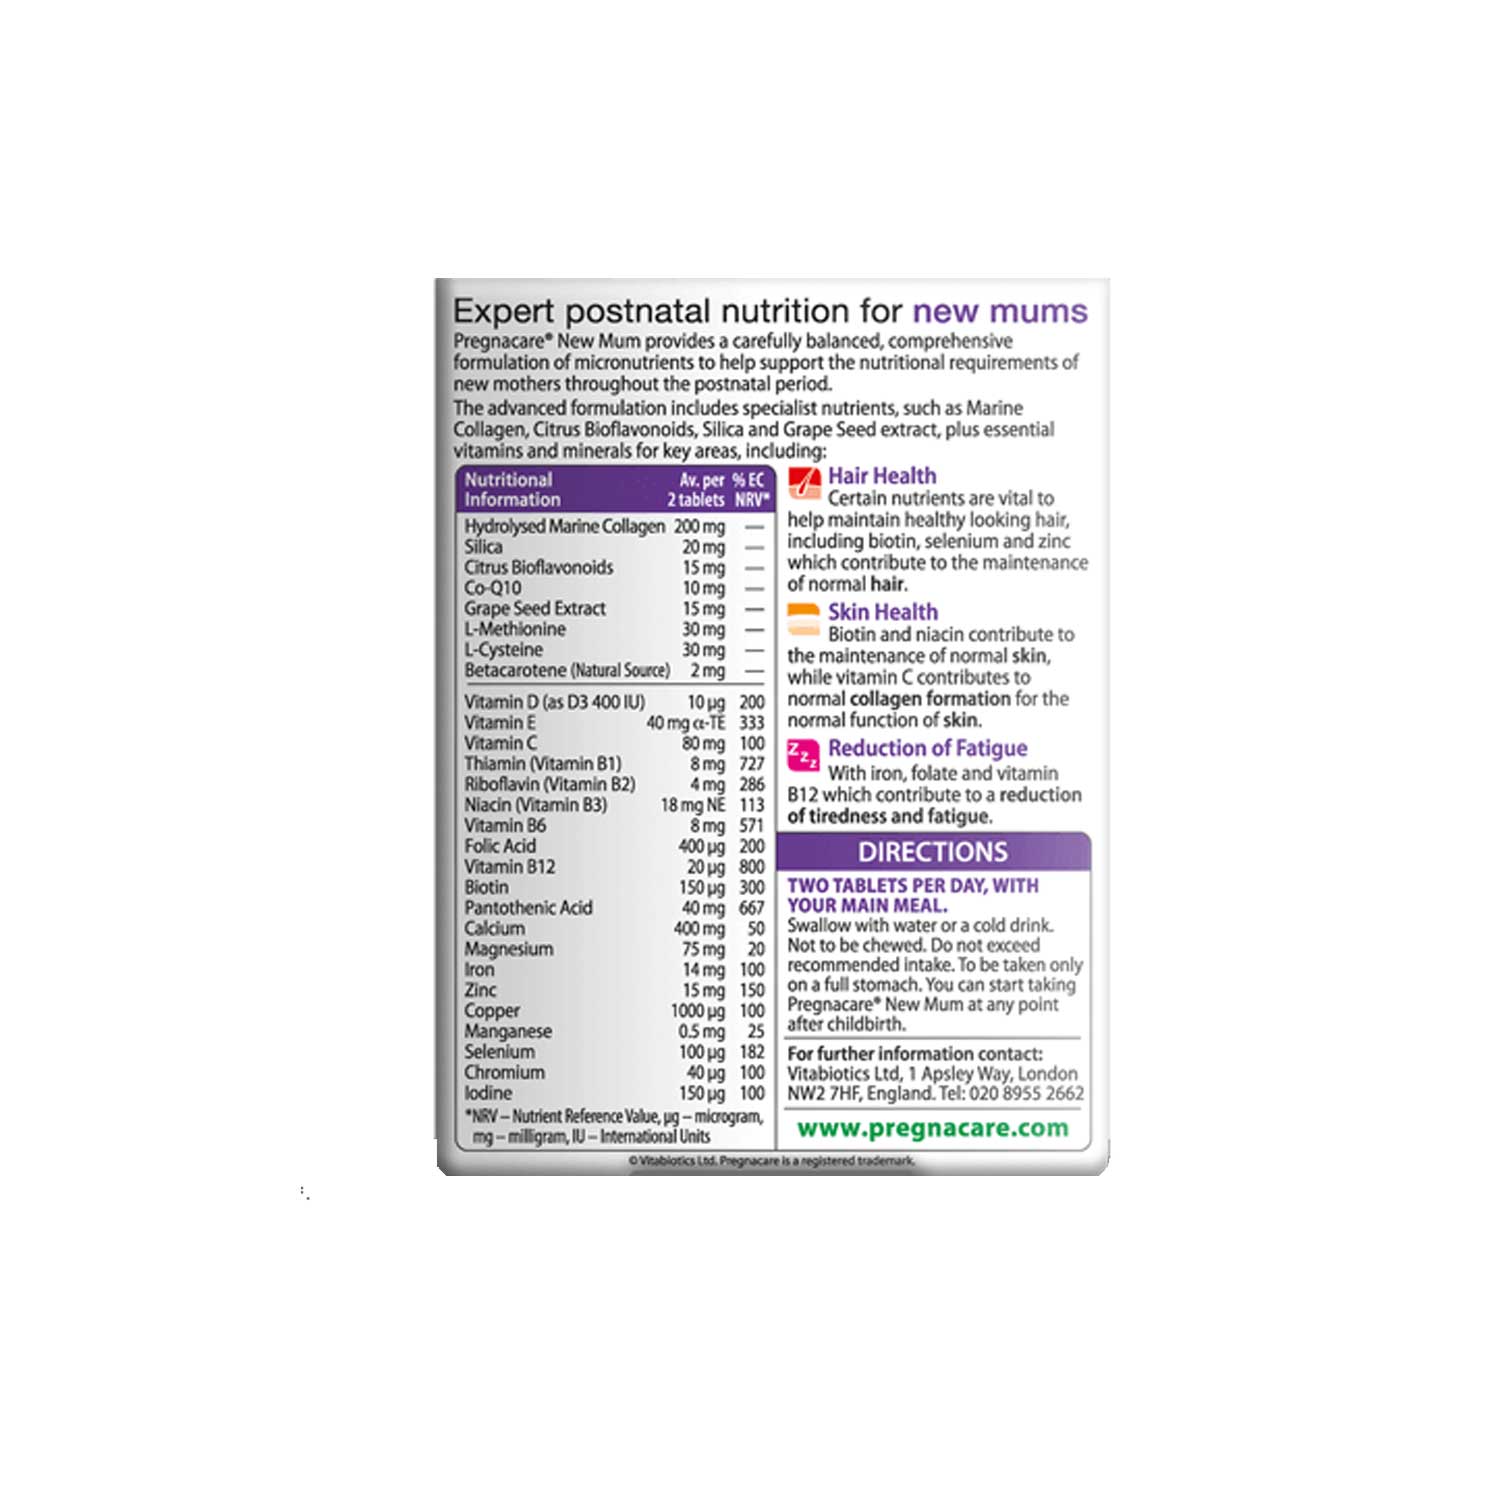 Expert postnatal nutrition for new mums
Pregnacare® New Mum provides a carefully balanced, comprehensive
formulation of micronutrients to help support the nutritional requirements of
new mothers throughout the postnatal period.
The advanced formulation includes specialist nutrients, such as Marine
Collagen, Citrus Bioflavonoids, Silica and Grape Seed extract, plus essential
vitamins and minerals for key areas, including:
Nutritional Av. per % EC
Information 2 tablets NRV*
Hydrolysed Marine Collagen 200 mg —
Silica 20 mg —
Citrus Bioflavonoids 15 mg —
Co-Q10 10 mg —
Grape Seed Extract 15 mg —
L-Methionine 30 mg —
L-Cysteine 30 mg —
Betacarotene (Natural Source) 2 mg —
Vitamin D (as D3 400 IU) 10 µg 200
Vitamin E 40 mg α-TE 333
Vitamin C 80 mg 100
Thiamin (Vitamin B1) 8 mg 727
Riboflavin (Vitamin B2) 4 mg 286
Niacin (Vitamin B3) 18 mg NE 113
Vitamin B6 8 mg 571
Folic Acid 400 µg 200
Vitamin B12 20 µg 800
Biotin 150 µg 300
Pantothenic Acid 40 mg 667
Calcium 400 mg 50
Magnesium 75 mg 20
Iron 14 mg 100
Zinc 15 mg 150
Copper 1000 µg 100
Manganese 0.5 mg 25
Selenium 100 µg 182
Chromium 40 µg 100
Iodine 150 µg 100
*NRV – Nutrient Reference Value, µg – microgram,
mg – milligram, IU – International Units
Hair Health
Certain nutrients are vital to
help maintain healthy looking hair,
including biotin, selenium and zinc
which contribute to the maintenance
of normal hair.
Skin Health
Biotin and niacin contribute to
the maintenance of normal skin,
while vitamin C contributes to
normal collagen formation for the
normal function of skin.
Zzz
Reduction of Fatigue
With iron, folate and vitamin
B12 which contribute to a reduction
of tiredness and fatigue.
DIRECTIONS
TWO TABLETS PER DAY, WITH
YOUR MAIN MEAL.
Swallow with water or a cold drink.
Not to be chewed. Do not exceed
recommended intake. To be taken only
on a full stomach. You can start taking
Pregnacare® New Mum at any point
after childbirth.
For further information contact:
Vitabiotics Ltd, 1 Apsley Way, London
NW2 7HF, England. Tel: 020 8955 2662
www.pregnacare.com
© Vitabiotics Ltd. Pregnacare is a registered trademark.